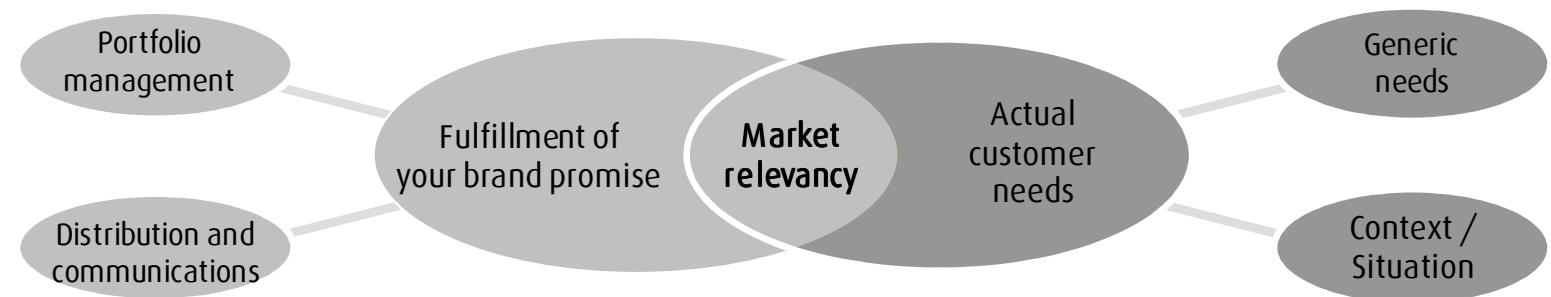 Portfolio
management
Distribution and
communications
Fulfillment of
your brand promise
Market
relevancy
Actual
customer
needs
Generic
needs
Context /
Situation